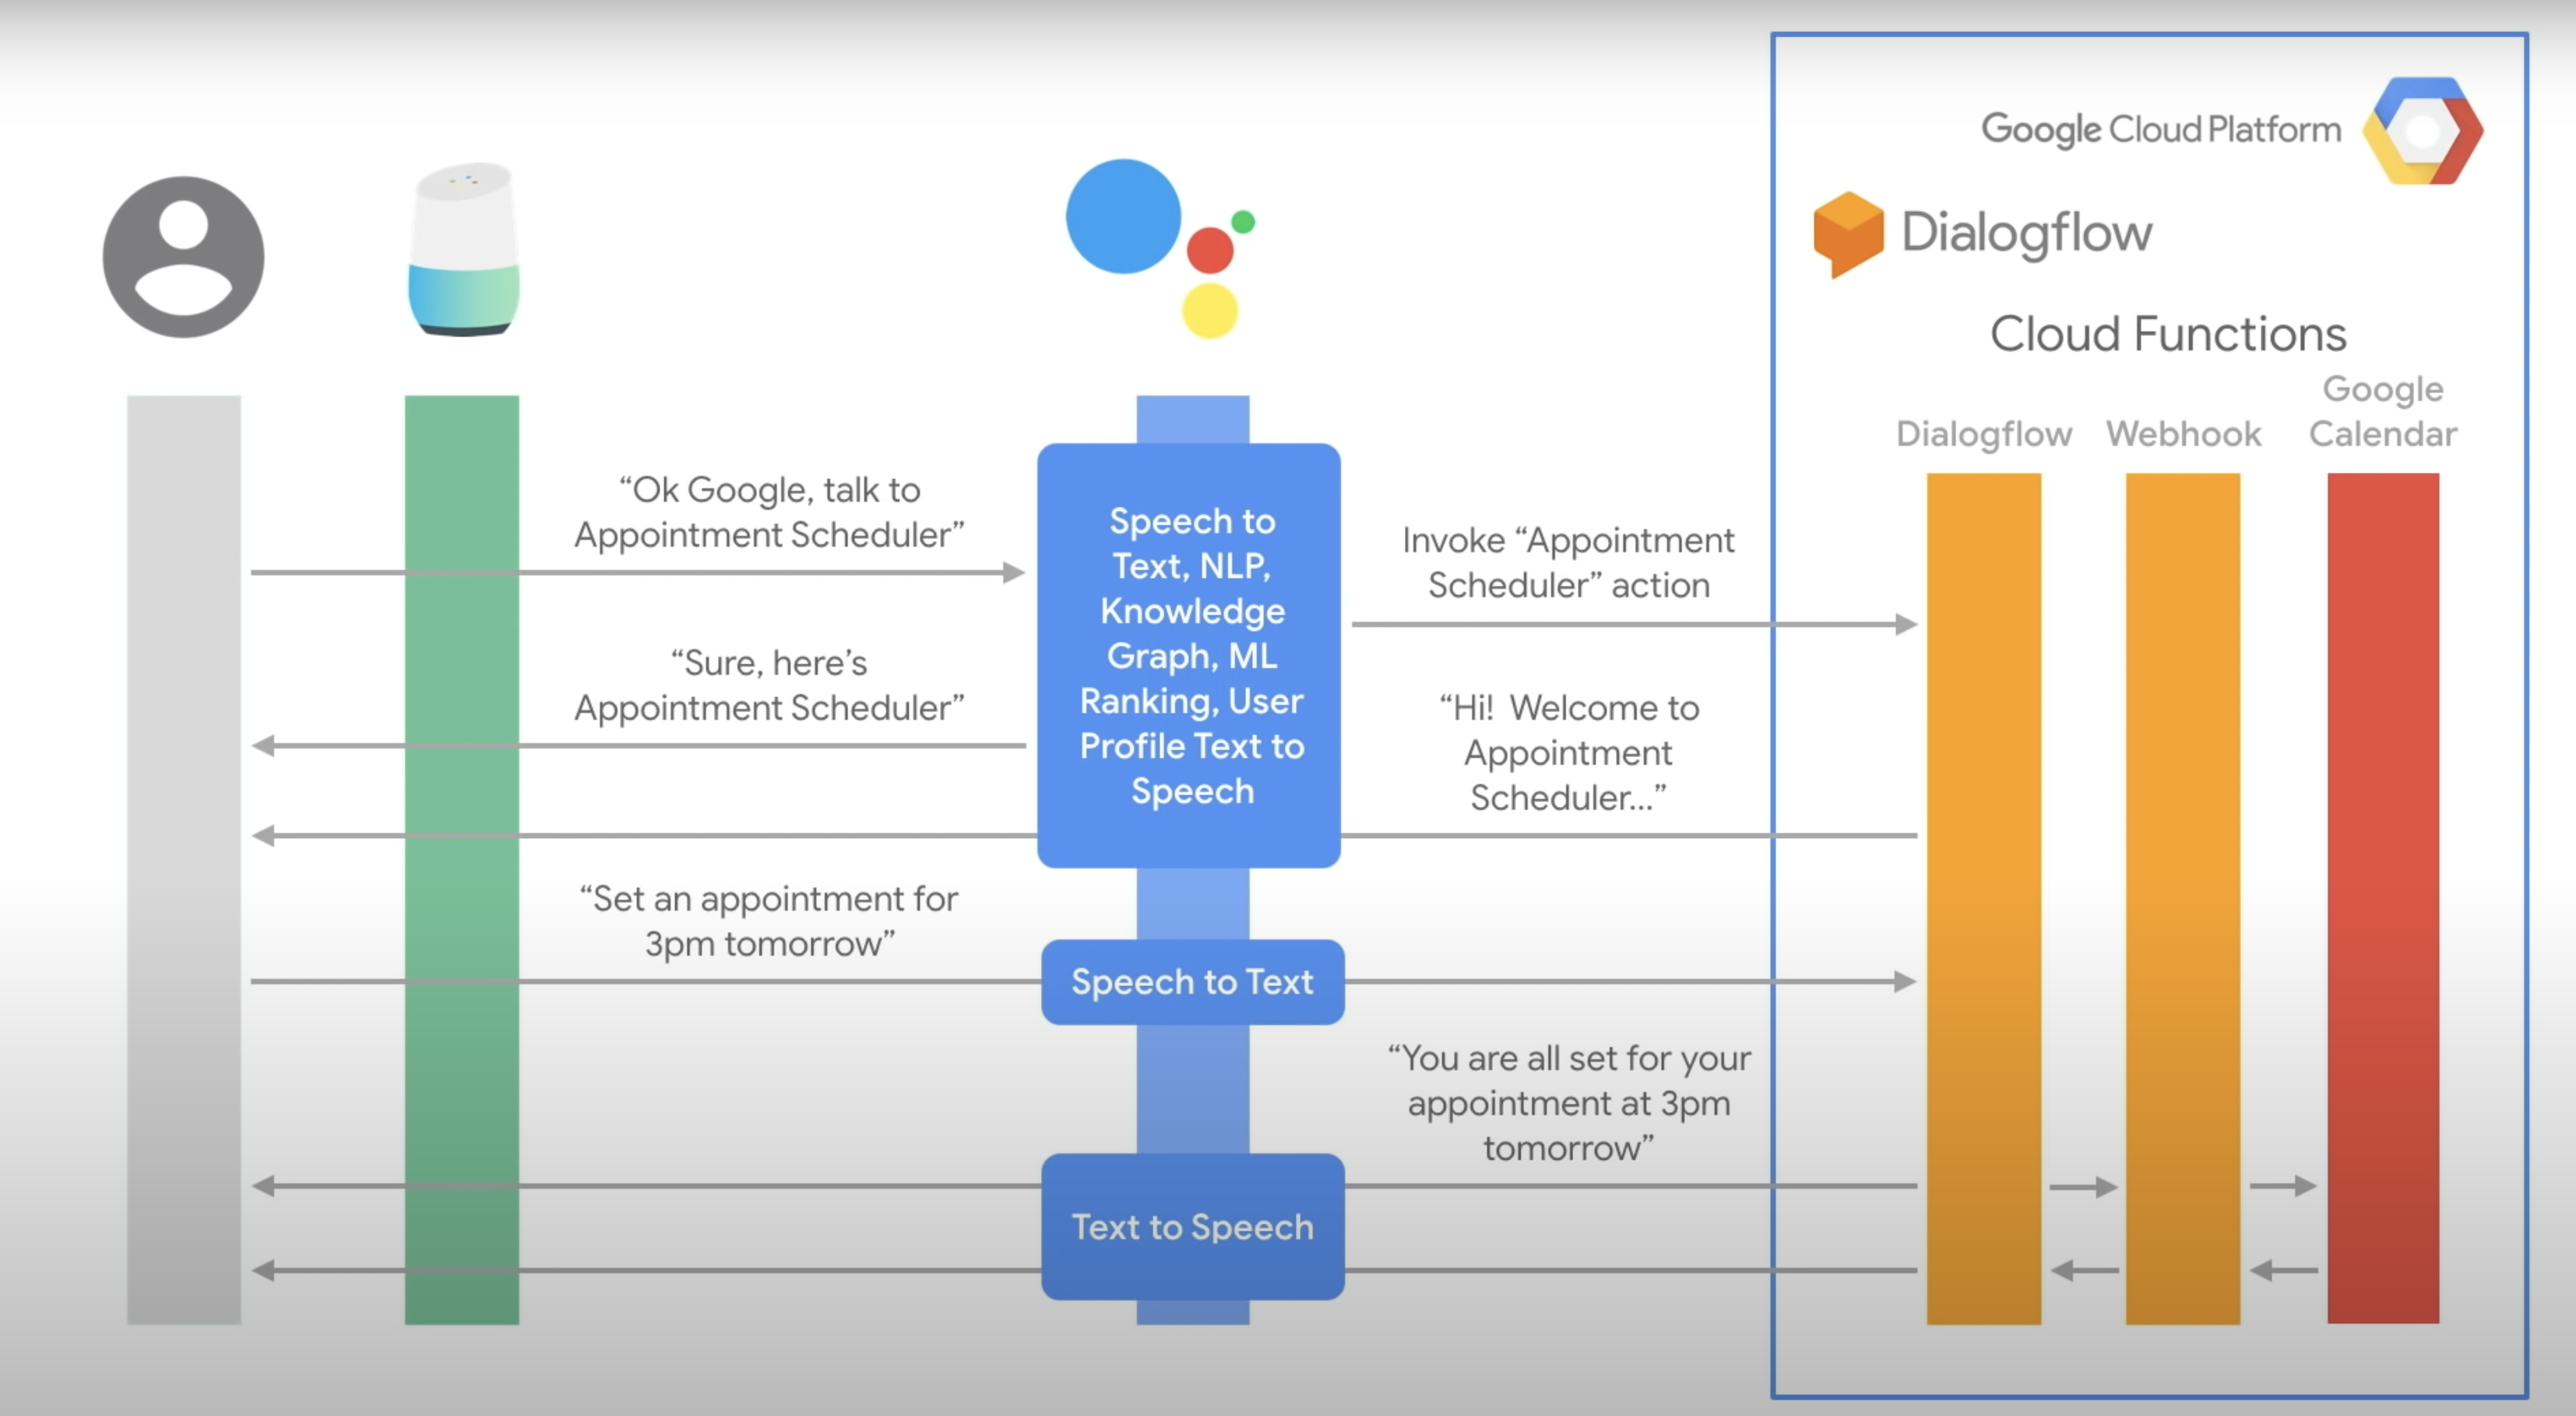 Google Cloud Platform
Dialogflow
Cloud Functions
Google
Calendar
Dialogflow
Webhook
“Ok Google, talk to
Appointment Scheduler”
Speech to
Text, NLP,
Knowledge
Graph, ML
Ranking, User
Profile Text to
Speech
Invoke “Appointment
Scheduler” action
“Sure, here’s
Appointment Scheduler”
“Hi!  Welcome to
Appointment
Scheduler...”
“Set an appointment for
3pm tomorrow”
Speech to Text
“You are all set for your
appointment at 3pm
tomorrow”
Text to Speech